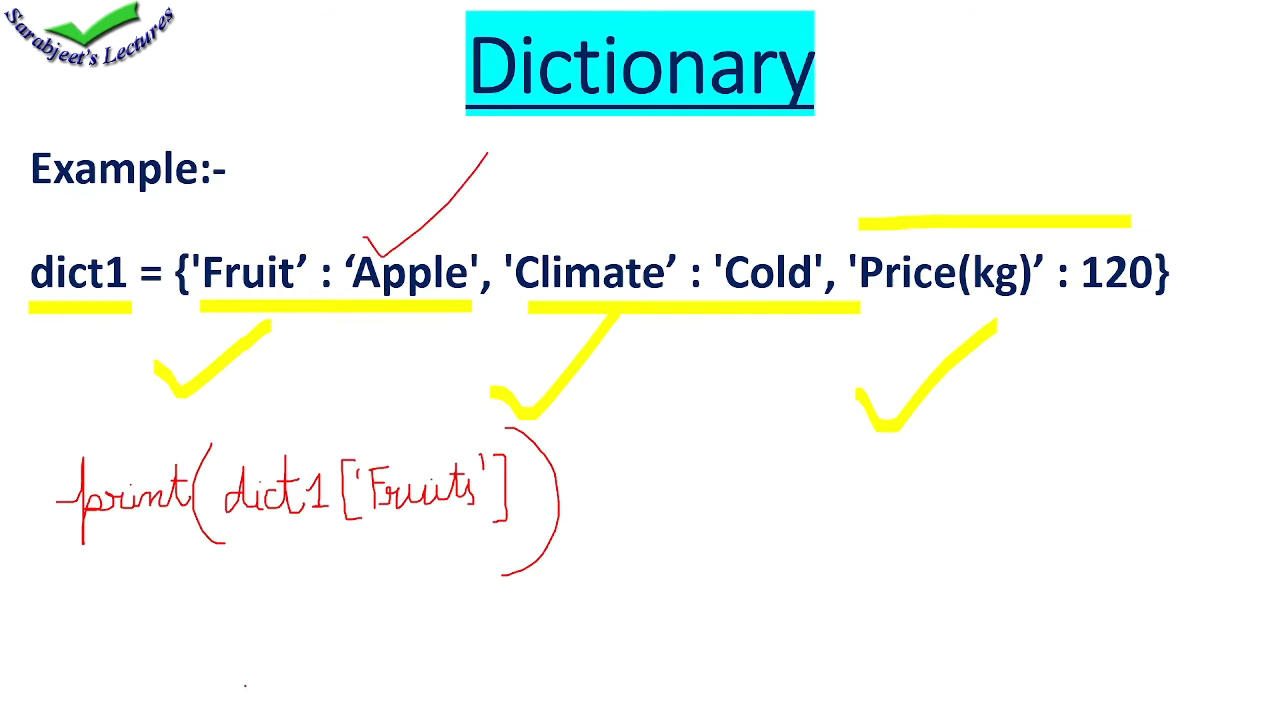 Sarabjeet's Lectures
Dictionary
Example:-
dict1 = {'Fruit’ : ‘Apple', 'Climate’ : 'Cold', 'Price(kg)’ : 120}
print(dict1['Fruits'])